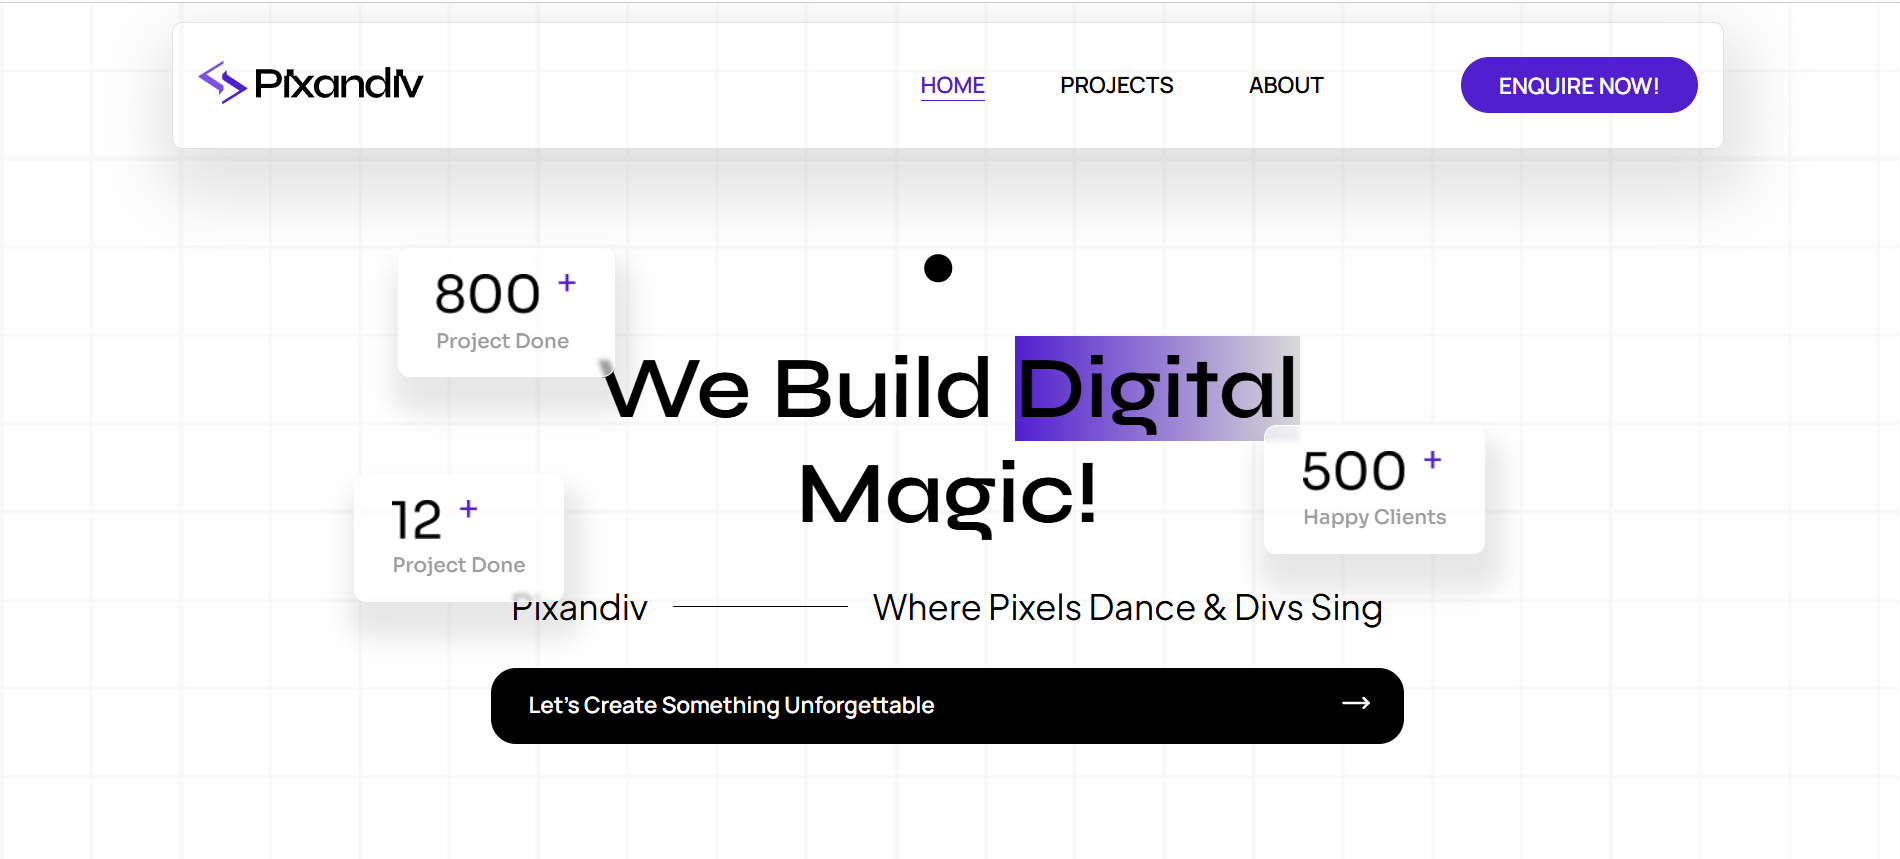 Pixandiv
HOME PROJECTS ABOUT ENQUIRE NOW!
800 +
Project Done
We Build Digital
Magic!
500 +
Happy Clients
12 +
Project Done
Pixandiv Where Pixels Dance & Divs Sing
Let's Create Something Unforgettable →